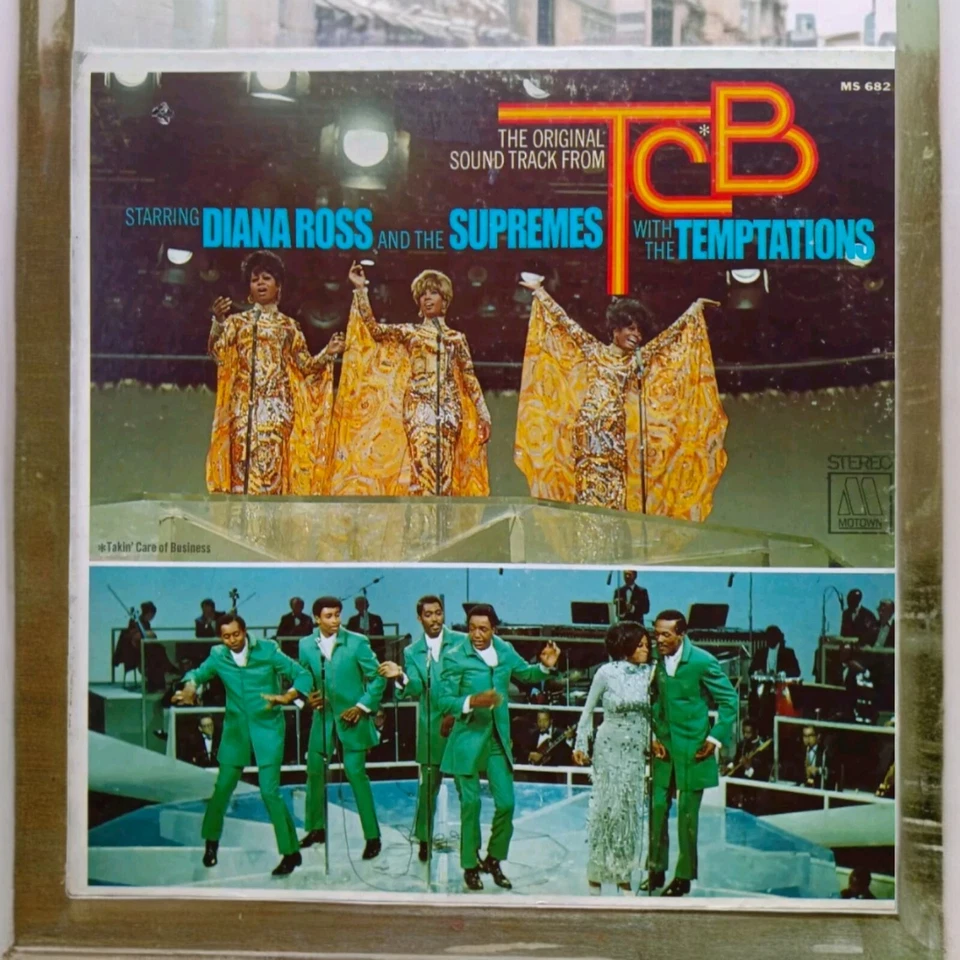 MS 682
TCB*
THE ORIGINAL
SOUND TRACK FROM
STARRING DIANA ROSS AND THE SUPREMES WITH THE TEMPTATIONS
STEREO
MOTOWN
*Takin' Care of Business